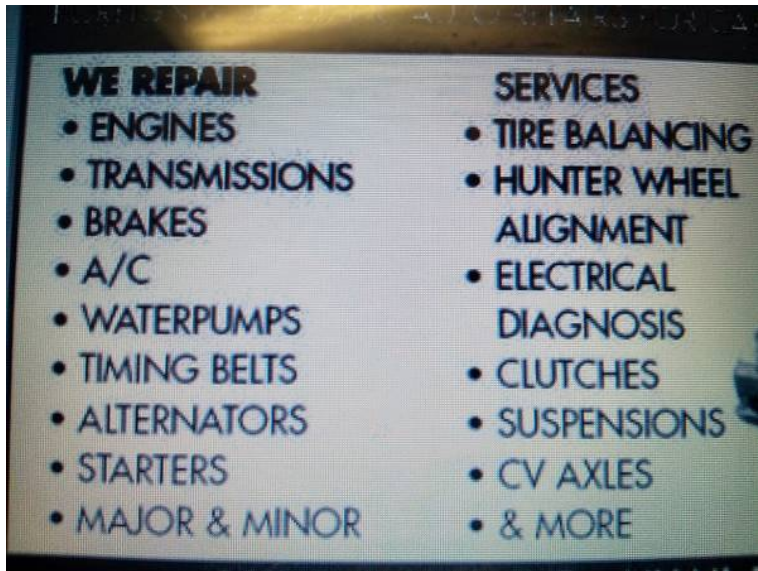 WE REPAIR
• ENGINES
• TRANSMISSIONS
• BRAKES
• A/C
• WATERPUMPS
• TIMING BELTS
• ALTERNATORS
• STARTERS
• MAJOR & MINOR
SERVICES
• TIRE BALANCING
• HUNTER WHEEL
ALIGNMENT
• ELECTRICAL
DIAGNOSIS
• CLUTCHES
• SUSPENSIONS
• CV AXLES
• & MORE